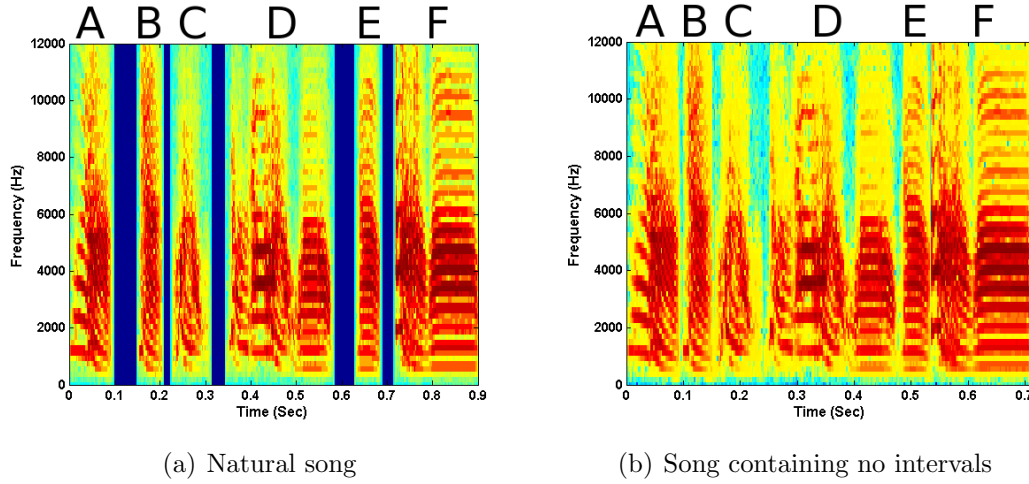 A B C D E F
12000
10000
8000
6000
4000
2000
0
Frequency (Hz)
0 0.1 0.2 0.3 0.4 0.5 0.6 0.7 0.8 0.9
Time (Sec)
(a) Natural song
A B C D E F
12000
10000
8000
6000
4000
2000
0
Frequency (Hz)
0 0.1 0.2 0.3 0.4 0.5 0.6 0.7
Time (Sec)
(b) Song containing no intervals